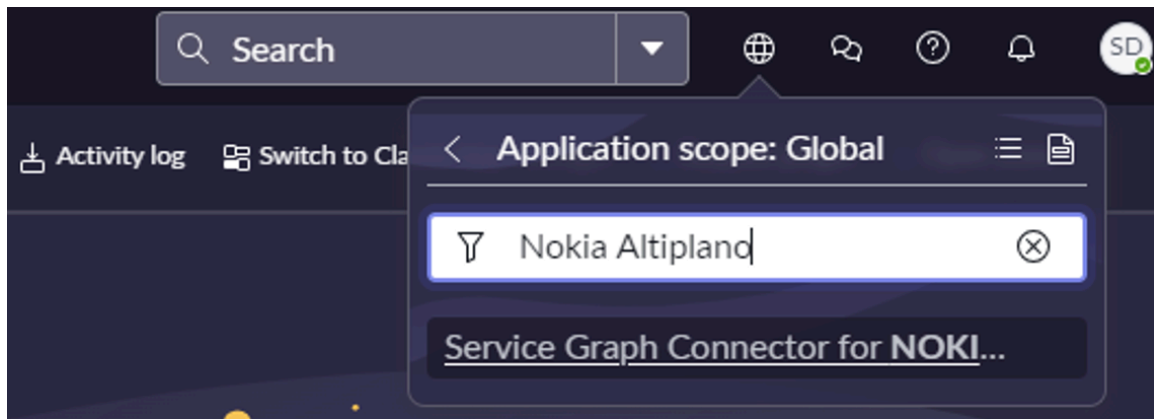 Search
SD
Activity log
Switch to Cla
Application scope: Global
Nokia Altiplano
Service Graph Connector for NOKI...